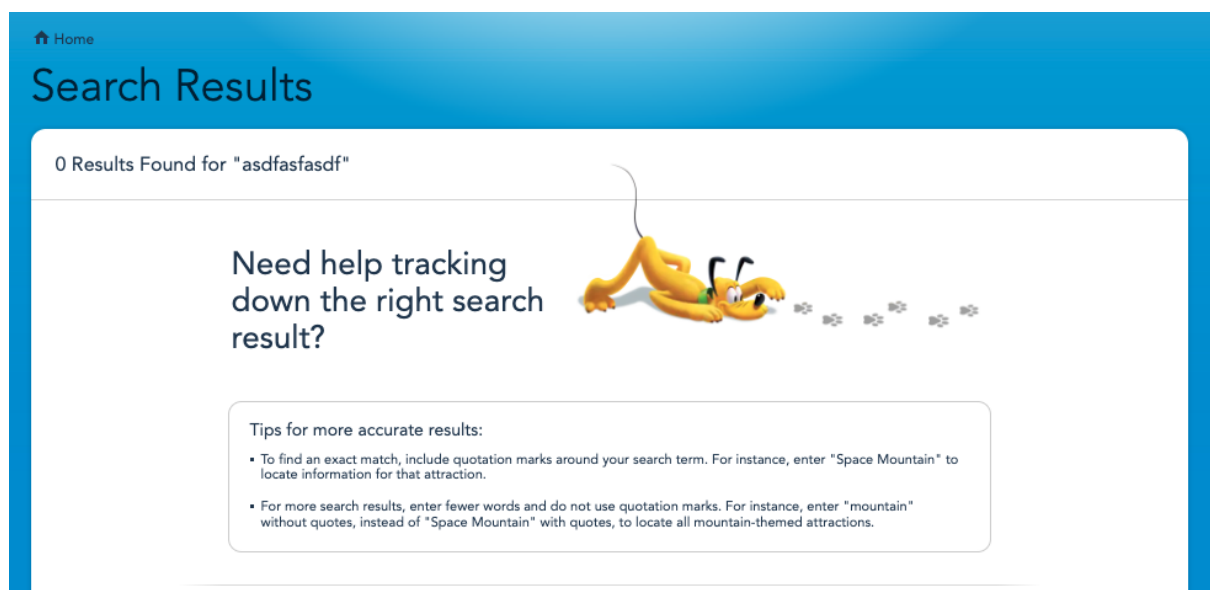 Home
Search Results
0 Results Found for "asdfasfasdf"
Need help tracking
down the right search
result?
Tips for more accurate results:
▪ To find an exact match, include quotation marks around your search term. For instance, enter "Space Mountain" to
locate information for that attraction.
▪ For more search results, enter fewer words and do not use quotation marks. For instance, enter "mountain"
without quotes, instead of "Space Mountain" with quotes, to locate all mountain-themed attractions.